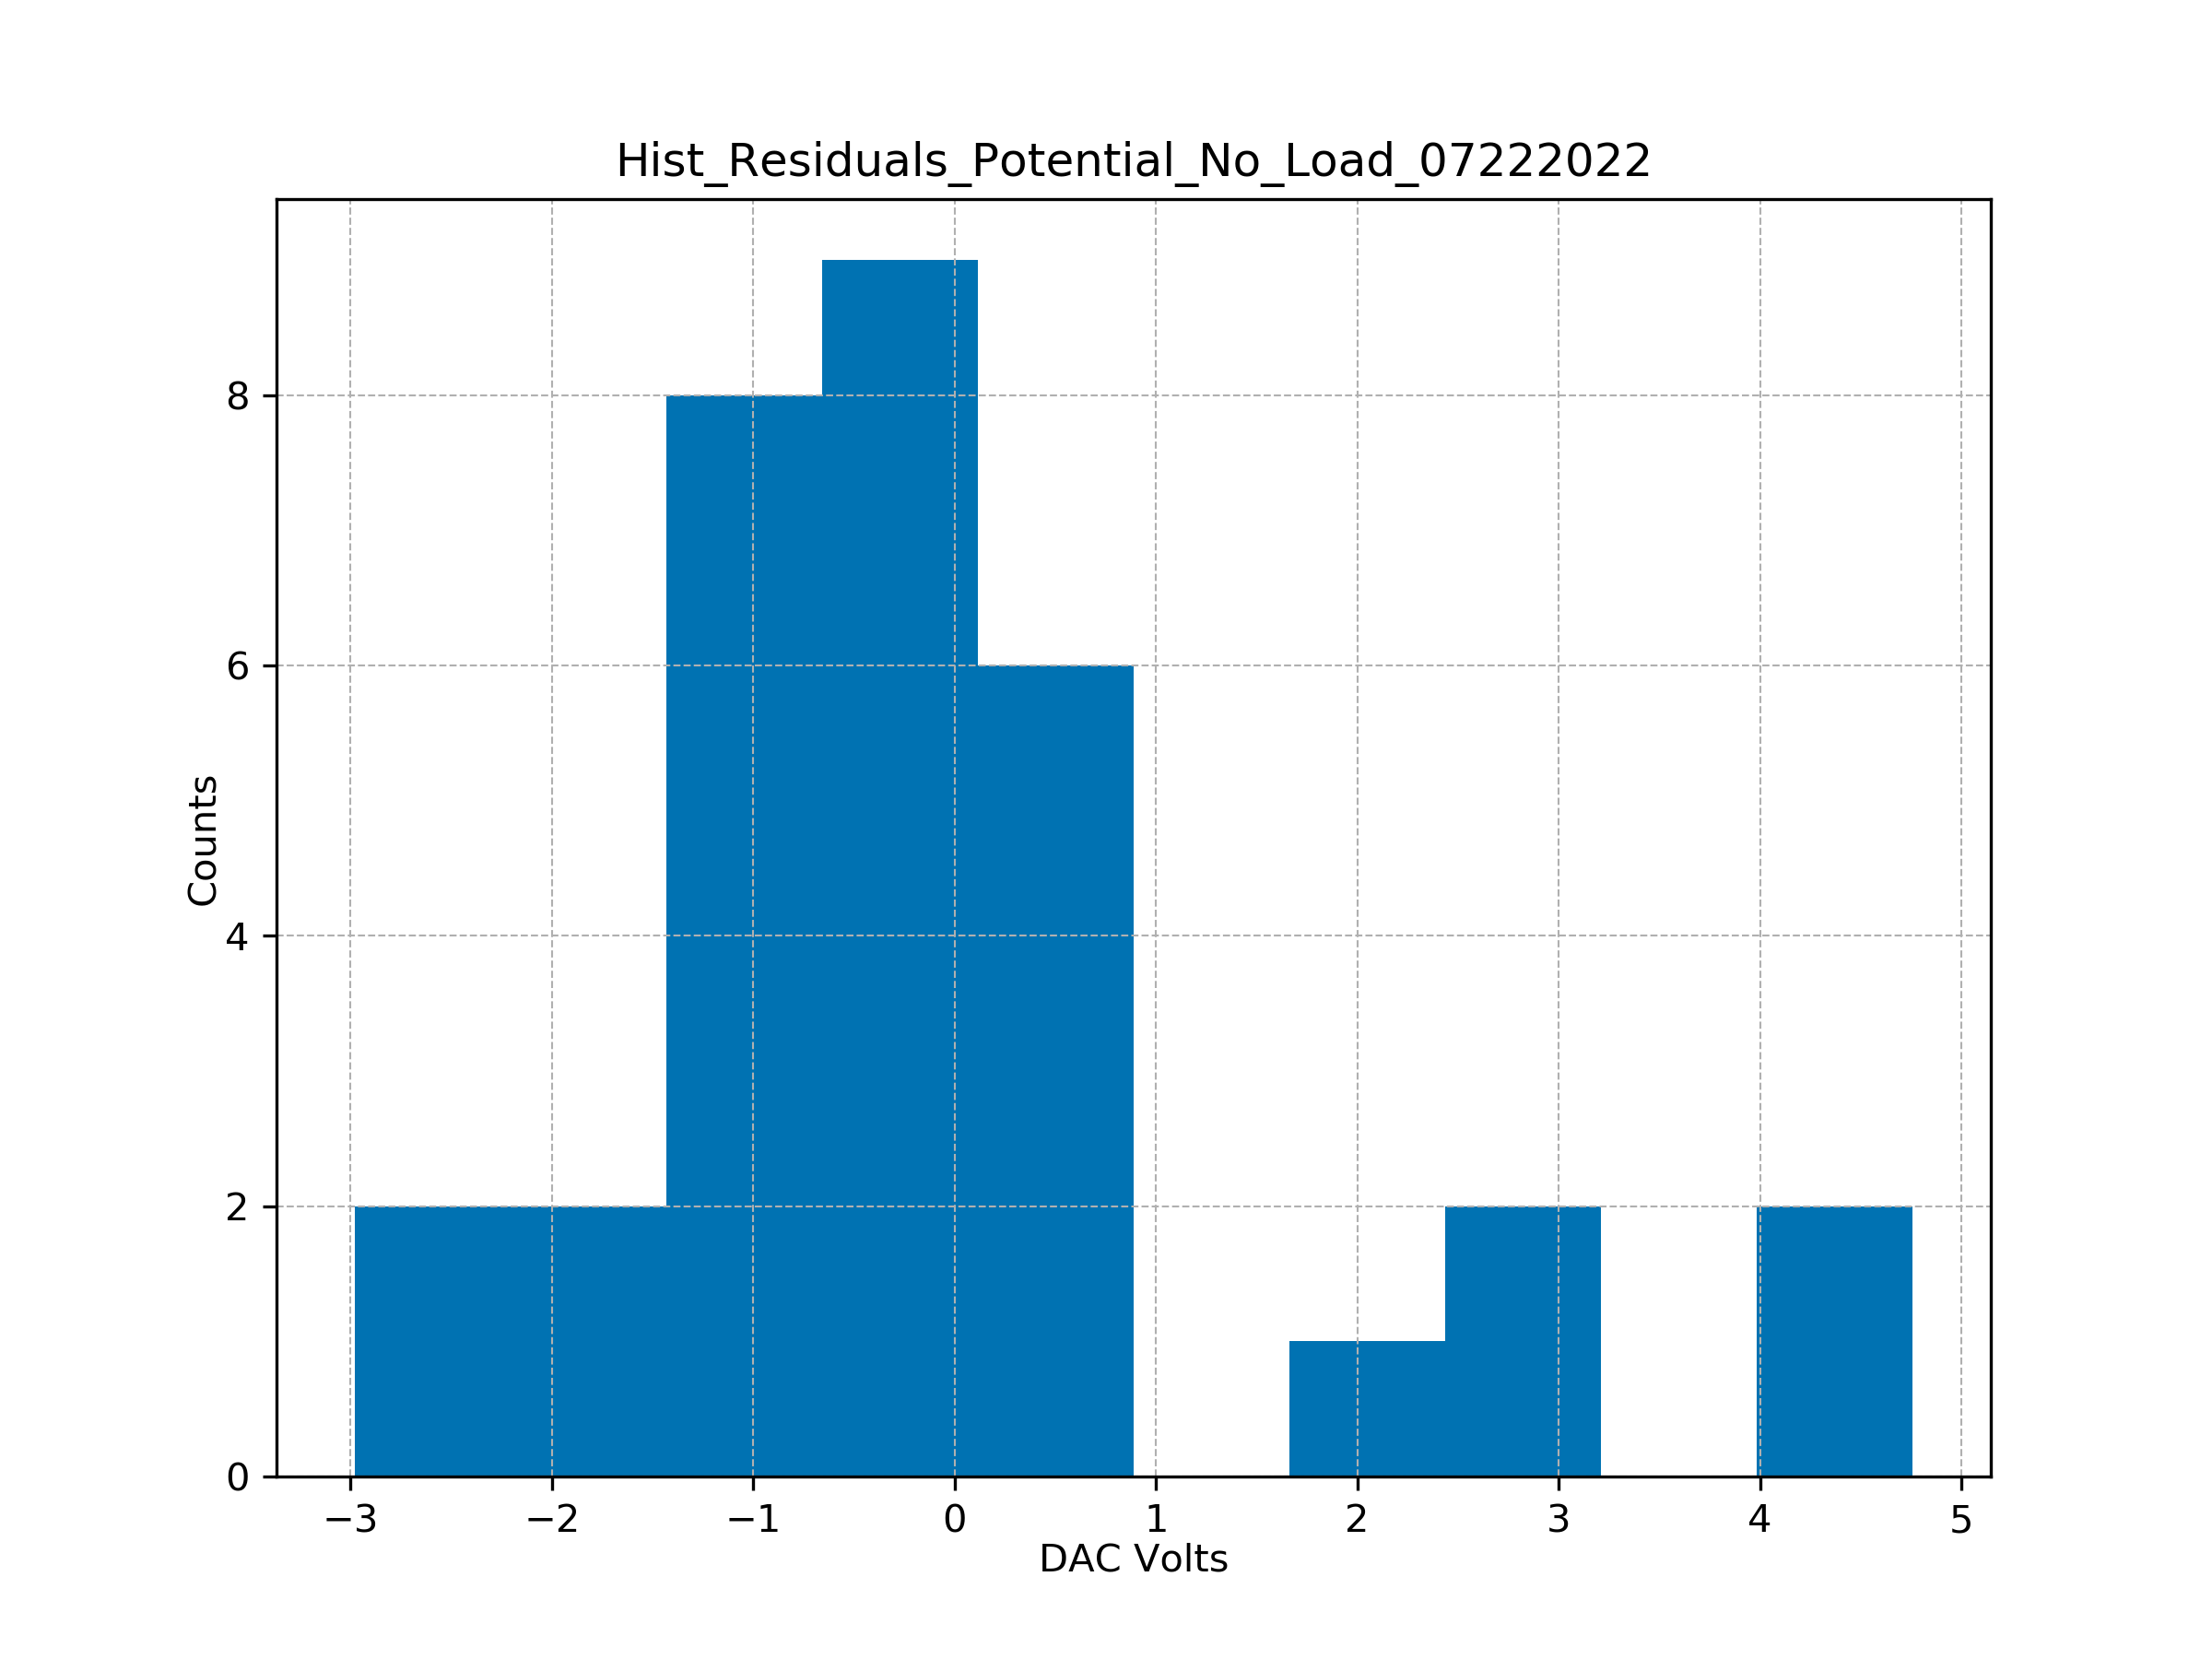 Hist_Residuals_Potential_No_Load_07222022
Counts
8
6
4
2
0
−3 −2 −1 0 1 2 3 4 5
DAC Volts